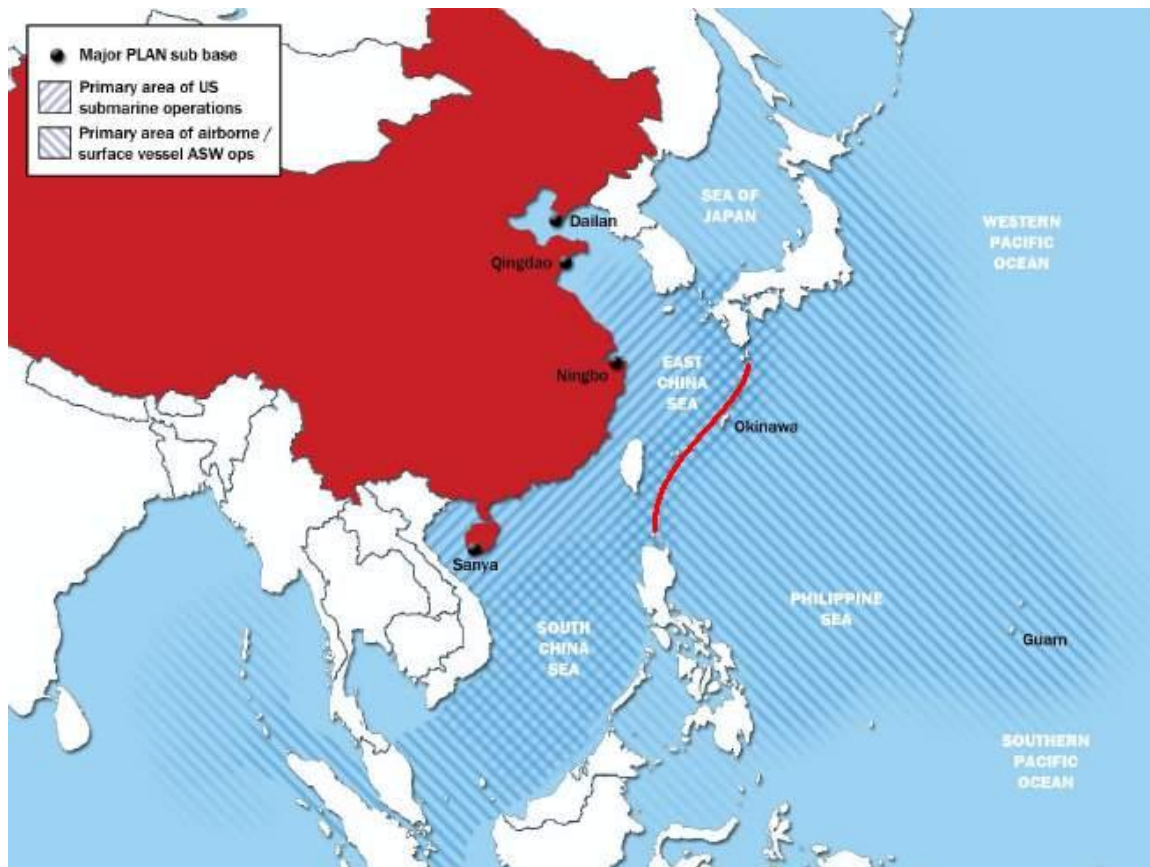 Major PLAN sub base
Primary area of US
submarine operations
Primary area of airborne /
surface vessel ASW ops
SEA OF
JAPAN
WESTERN
PACIFIC
OCEAN
Dailan
Qingdao
Ningbo
EAST
CHINA
SEA
Okinawa
Sanya
SOUTH
CHINA
SEA
PHILIPPINE
SEA
Guam
SOUTHERN
PACIFIC
OCEAN